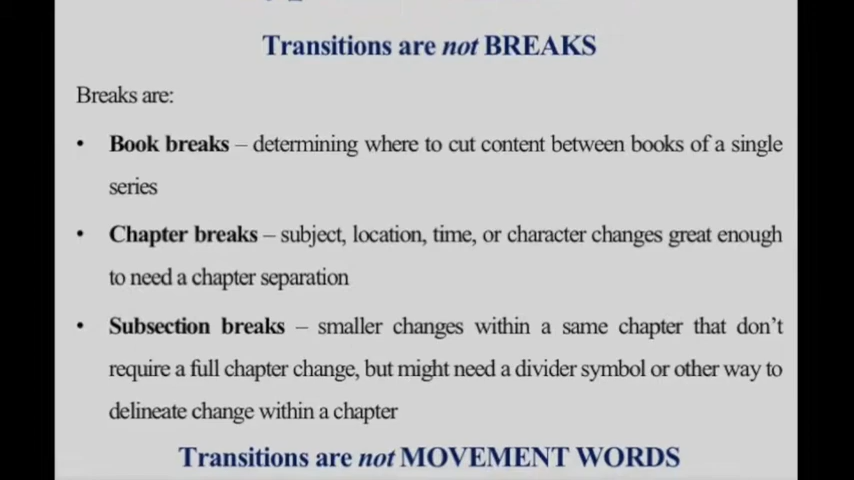 Transitions are not BREAKS
Breaks are:
• Book breaks – determining where to cut content between books of a single
series
• Chapter breaks – subject, location, time, or character changes great enough
to need a chapter separation
• Subsection breaks – smaller changes within a same chapter that don't
require a full chapter change, but might need a divider symbol or other way to
delineate change within a chapter
Transitions are not MOVEMENT WORDS